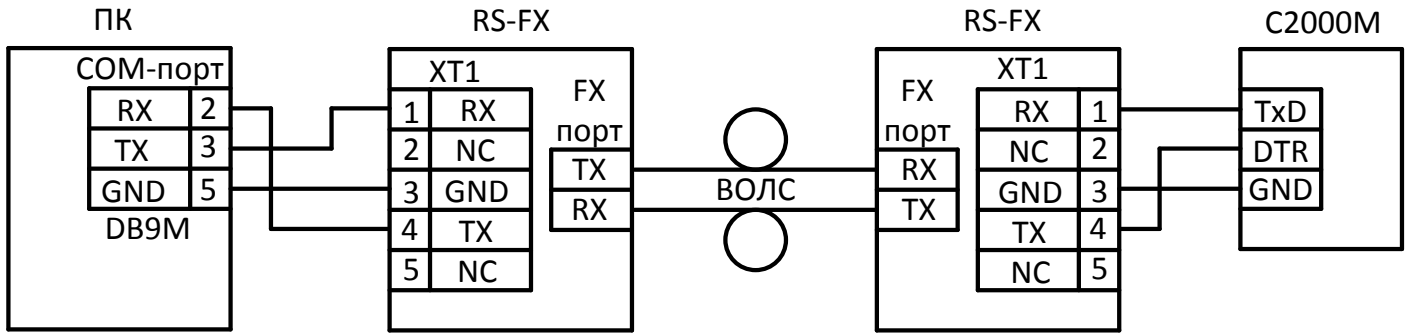 ПК
RS-FX
RS-FX
С2000М
COM-порт
RX 2
TX 3
GND 5
DB9M
XT1
1 RX
2 NC
3 GND
4 TX
5 NC
FX
порт
TX
RX
ВОЛС
FX
порт
RX
TX
XT1
RX 1
NC 2
GND 3
TX 4
NC 5
TxD
DTR
GND